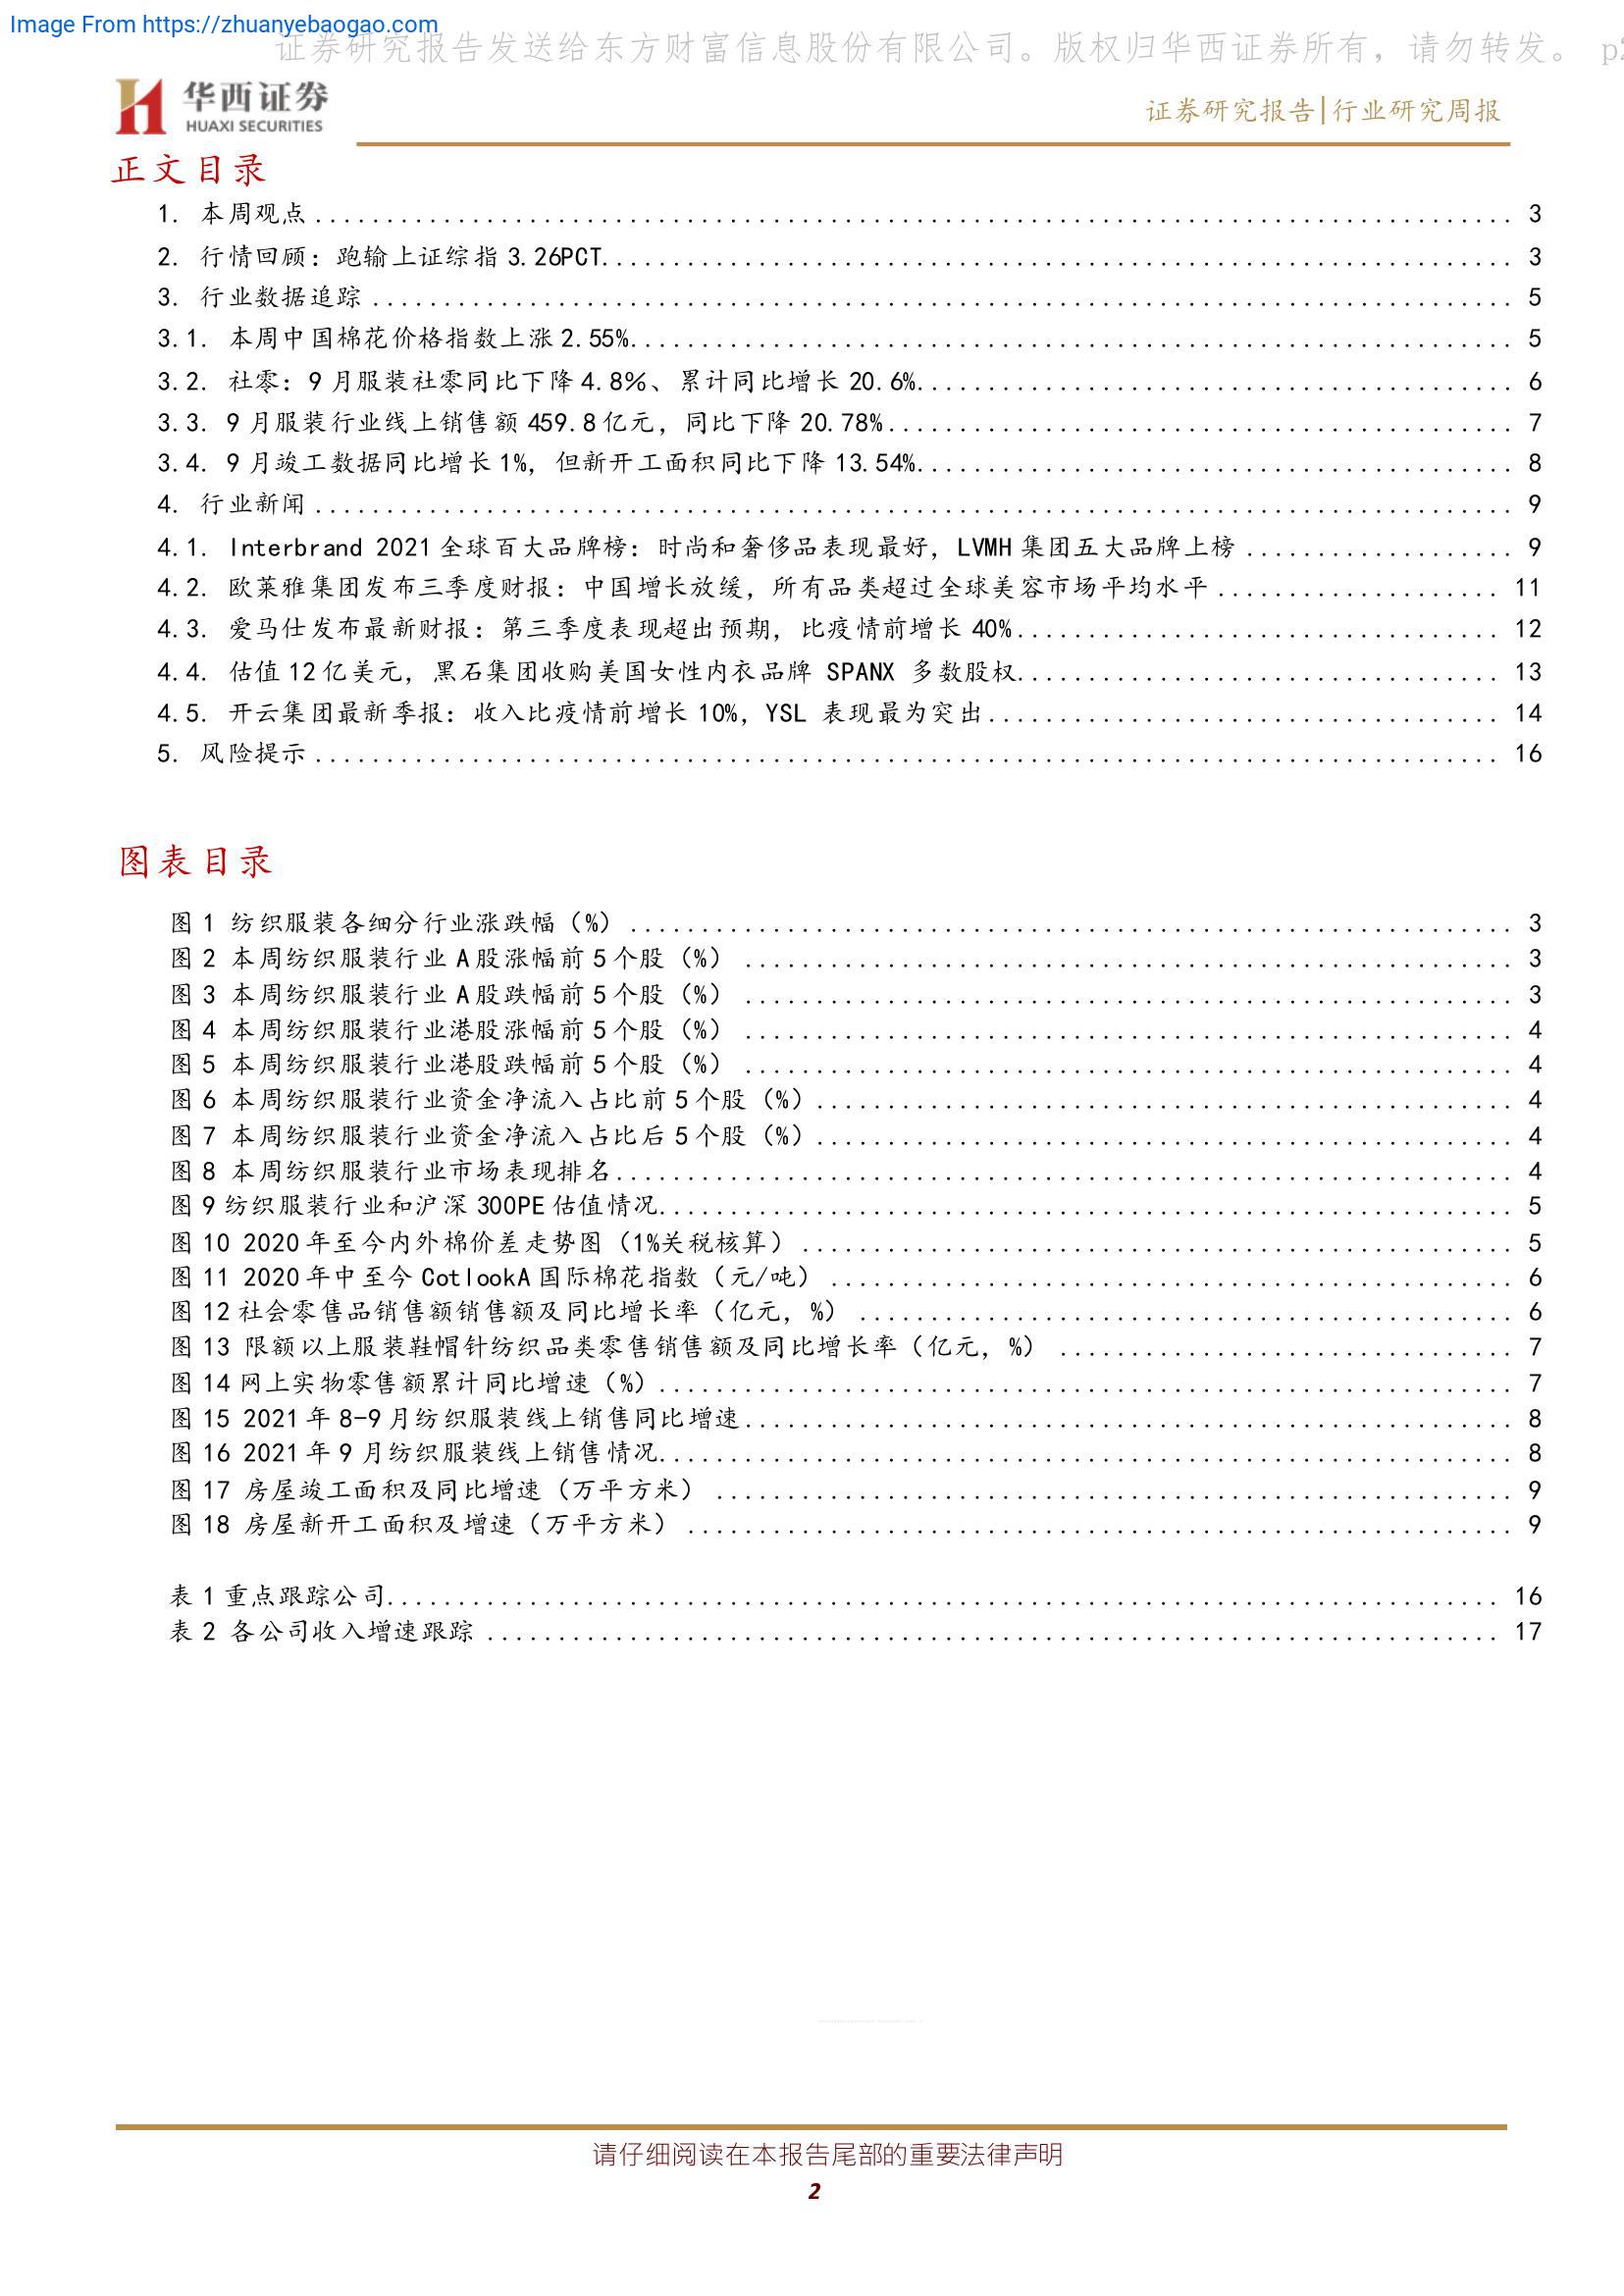 Image From https://zhuanyebaogao.com
证券研究报告发送给东方财富信息股份有限公司。版权归华西证券所有，请勿转发。 p2
华西证券
HUAXI SECURITIES
证券研究报告|行业研究周报
正文目录
1. 本周观点 ........ 3
2. 行情回顾：跑输上证综指 3.26PCT ........ 3
3. 行业数据追踪 ........ 5
3.1. 本周中国棉花价格指数上涨 2.55% ........ 5
3.2. 社零：9 月服装社零同比下降 4.8%、累计同比增长 20.6% ........ 6
3.3. 9 月服装行业线上销售额 459.8 亿元，同比下降 20.78% ........ 7
3.4. 9 月竣工数据同比增长 1%，但新开工面积同比下降 13.54% ........ 8
4. 行业新闻 ........ 9
4.1. Interbrand 2021 全球百大品牌榜：时尚和奢侈品表现最好，LVMH 集团五大品牌上榜 ........ 9
4.2. 欧莱雅集团发布三季度财报：中国增长放缓，所有品类超过全球美容市场平均水平 ........ 11
4.3. 爱马仕发布最新财报：第三季度表现超出预期，比疫情前增长 40% ........ 12
4.4. 估值 12 亿美元，黑石集团收购美国女性内衣品牌 SPANX 多数股权 ........ 13
4.5. 开云集团最新季报：收入比疫情前增长 10%，YSL 表现最为突出 ........ 14
5. 风险提示 ........ 16
图表目录
图 1 纺织服装各细分行业涨跌幅（%） ........ 3
图 2 本周纺织服装行业 A 股涨幅前 5 个股（%） ........ 3
图 3 本周纺织服装行业 A 股跌幅前 5 个股（%） ........ 3
图 4 本周纺织服装行业港股涨幅前 5 个股（%） ........ 4
图 5 本周纺织服装行业港股跌幅前 5 个股（%） ........ 4
图 6 本周纺织服装行业资金净流入占比前 5 个股（%） ........ 4
图 7 本周纺织服装行业资金净流入占比后 5 个股（%） ........ 4
图 8 本周纺织服装行业市场表现排名 ........ 4
图 9 纺织服装行业和沪深 300PE 估值情况 ........ 5
图 10 2020 年至今内外棉价差走势图（1%关税核算） ........ 5
图 11 2020 年中至今 CotlookA 国际棉花指数（元/吨） ........ 6
图 12 社会零售品销售额销售额及同比增长率（亿元，%） ........ 6
图 13 限额以上服装鞋帽针纺织品类零售销售额及同比增长率（亿元，%） ........ 7
图 14 网上实物零售额累计同比增速（%） ........ 7
图 15 2021 年 8-9 月纺织服装线上销售同比增速 ........ 8
图 16 2021 年 9 月纺织服装线上销售情况 ........ 8
图 17 房屋竣工面积及同比增速（万平方米） ........ 9
图 18 房屋新开工面积及增速（万平方米） ........ 9
表 1 重点跟踪公司 ........ 16
表 2 各公司收入增速跟踪 ........ 17
请仔细阅读在本报告尾部的重要法律声明
2